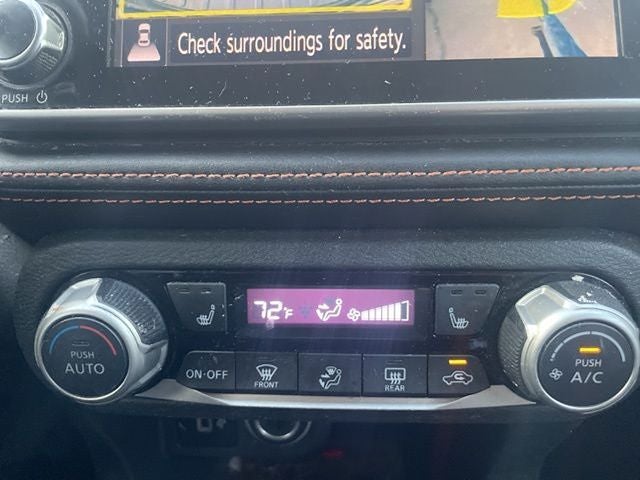 Check surroundings for safety.
PUSH
72°F
PUSH
AUTO
ON·OFF
FRONT
REAR
PUSH
A/C